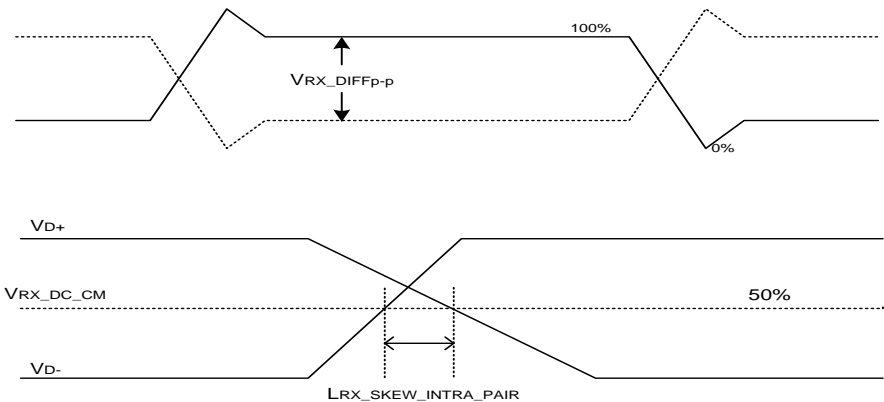 100%
VRX_DIFFp-p
0%
VD+
VRX_DC_CM
50%
VD-
LRX_SKEW_INTRA_PAIR